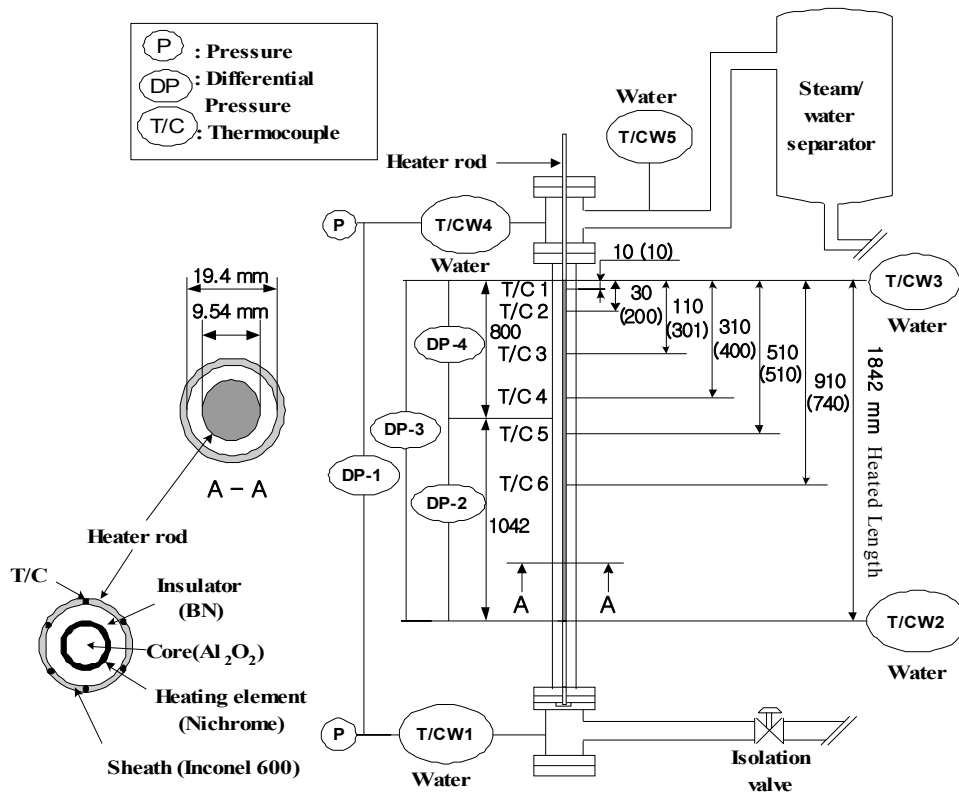 P : Pressure
DP : Differential
Pressure
T/C : Thermocouple
Water
T/CW5
Steam/
water
separator
Heater rod
P
T/CW4
Water
10 (10)
T/CW3
Water
19.4 mm
9.54 mm
A – A
T/C 1
T/C 2
T/C 3
T/C 4
T/C 5
T/C 6
30
(200)
110
(301)
310
(400)
510
(510)
910
(740)
800
1042
DP-4
DP-3
DP-1
DP-2
1842 mm Heated Length
A
A
Heater rod
T/C
Insulator
(BN)
Core(Al2O2)
Heating element
(Nichrome)
Sheath (Inconel 600)
T/CW2
Water
P
T/CW1
Water
Isolation
valve